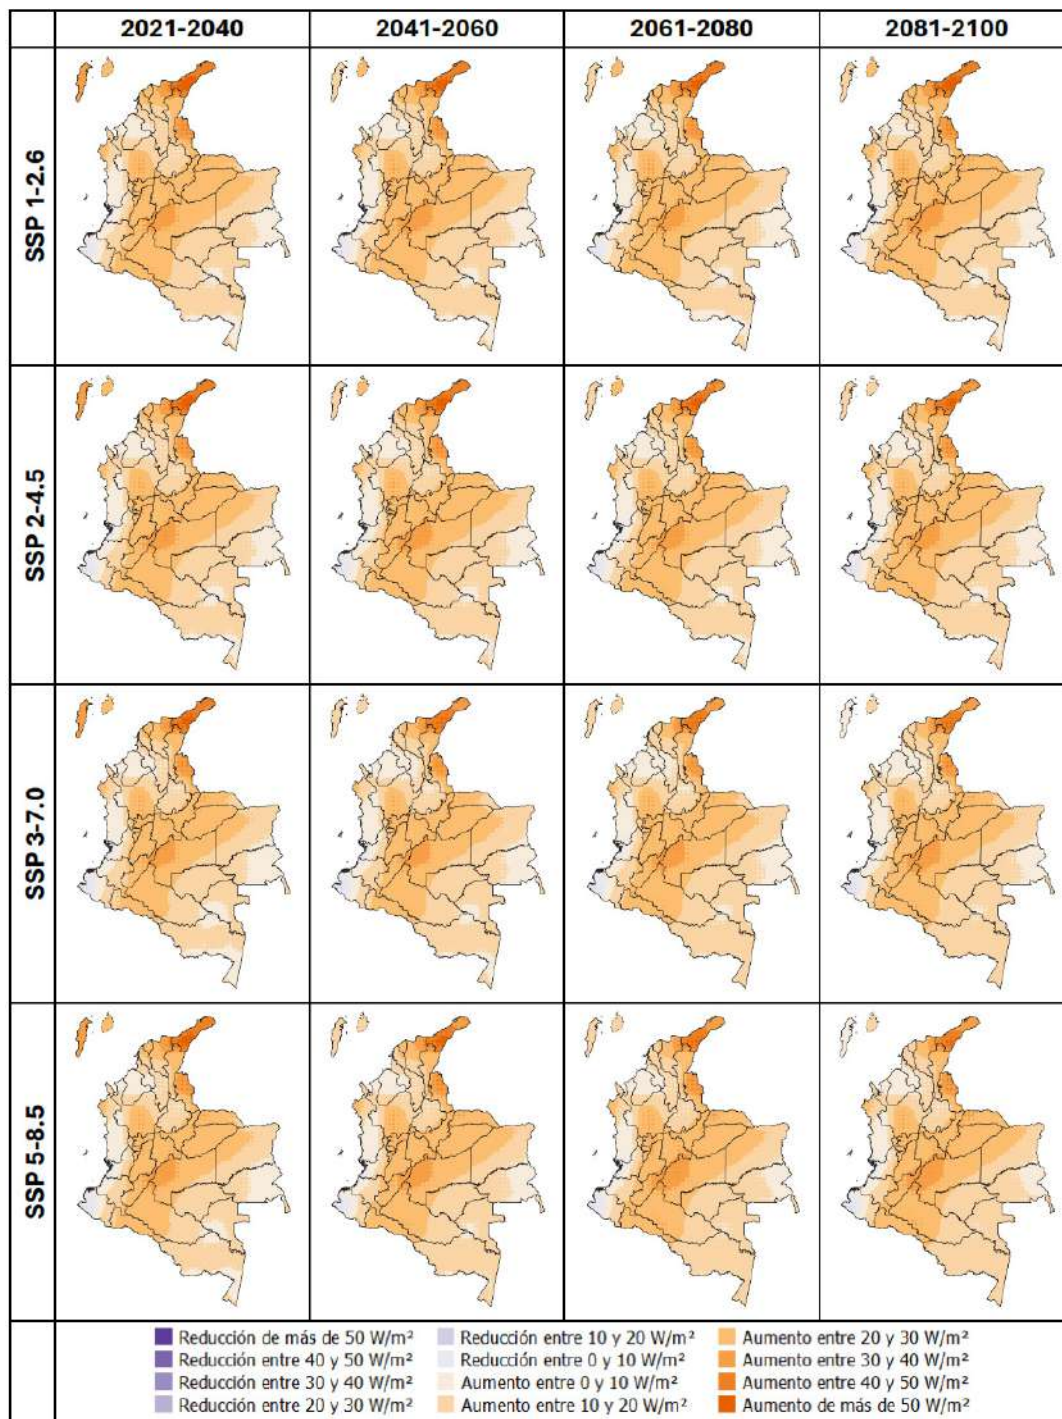 2021-2040 2041-2060 2061-2080 2081-2100
SSP 1-2.6
SSP 2-4.5
SSP 3-7.0
SSP 5-8.5
Reducción de más de 50 W/m² Reducción entre 10 y 20 W/m² Aumento entre 20 y 30 W/m²
Reducción entre 40 y 50 W/m² Reducción entre 0 y 10 W/m² Aumento entre 30 y 40 W/m²
Reducción entre 30 y 40 W/m² Aumento entre 0 y 10 W/m² Aumento entre 40 y 50 W/m²
Reducción entre 20 y 30 W/m² Aumento entre 10 y 20 W/m² Aumento de más de 50 W/m²